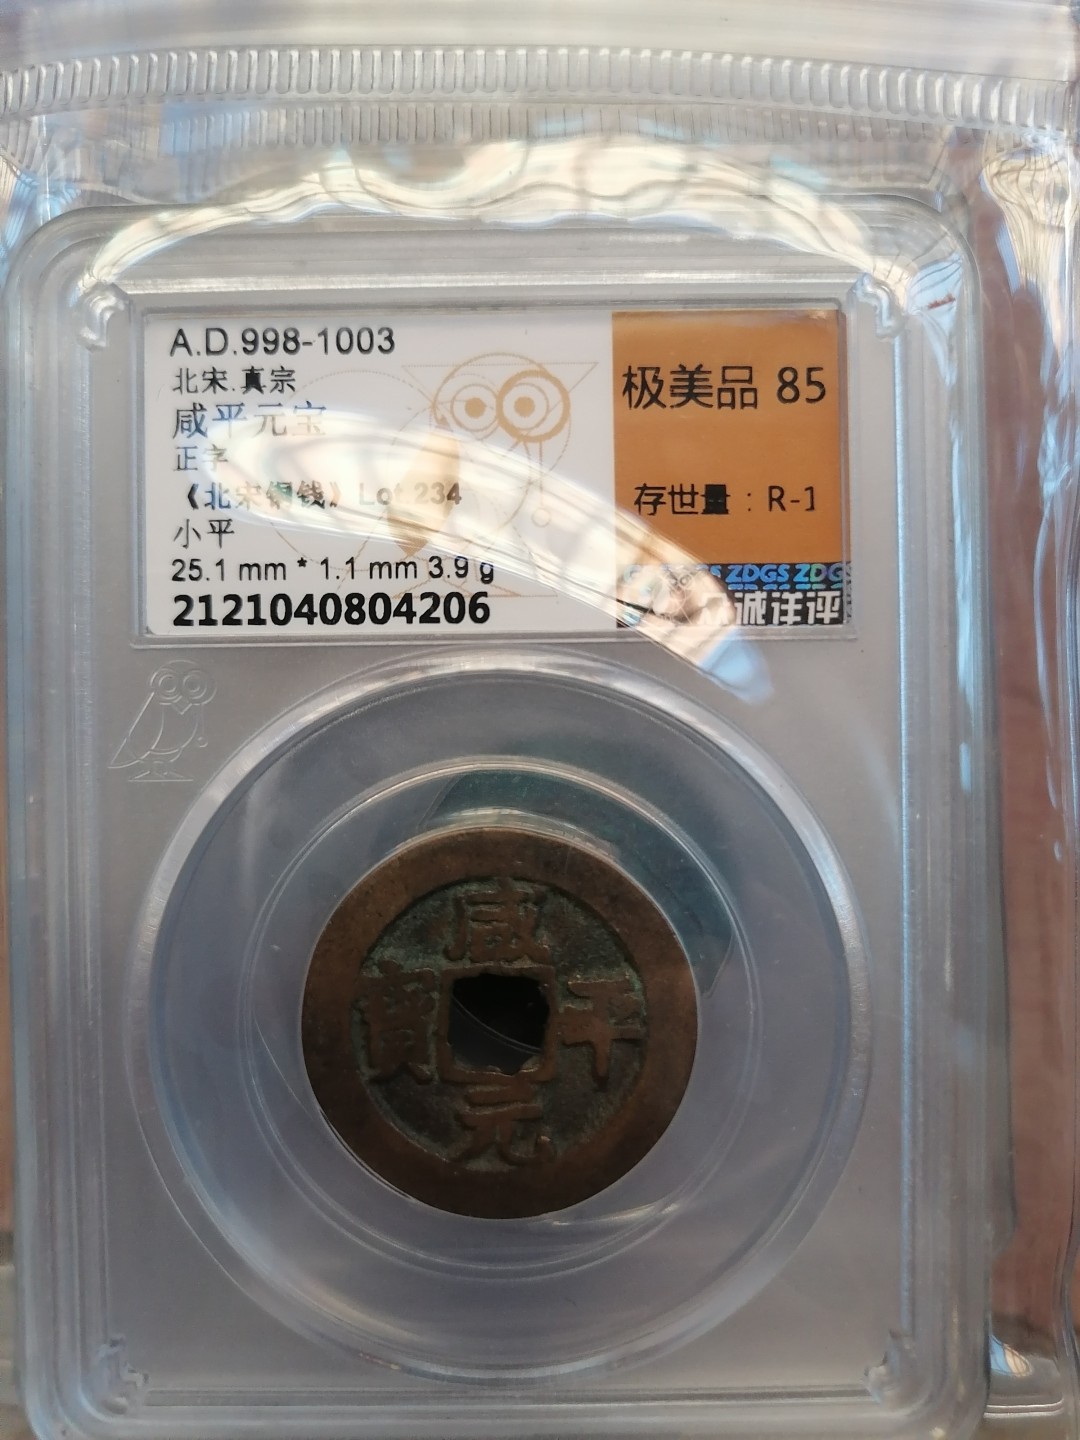 A.D.998-1003
北宋.真宗
咸平元宝
正字
《北宋铜钱》Lot 234
小平
25.1 mm * 1.1 mm 3.9 g
2121040804206
极美品 85
存世量：R-1
ZDGS ZDGS
众诚洋评
咸
寶 平
元